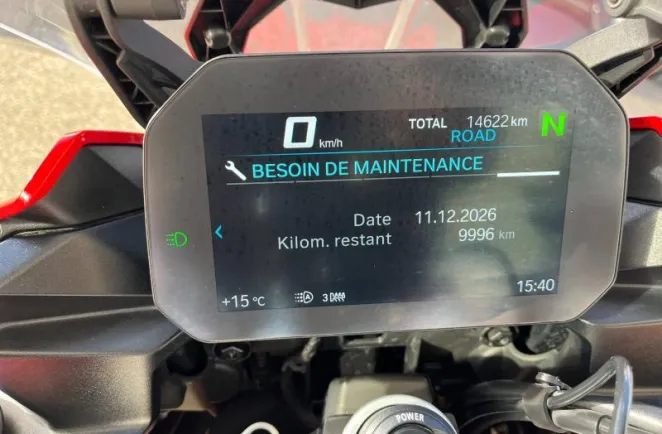 0 km/h
TOTAL 14622 km
N
ROAD
BESOIN DE MAINTENANCE
Date 11.12.2026
Kilom. restant 9996 km
+15 °C
A
3
15:40
POWER